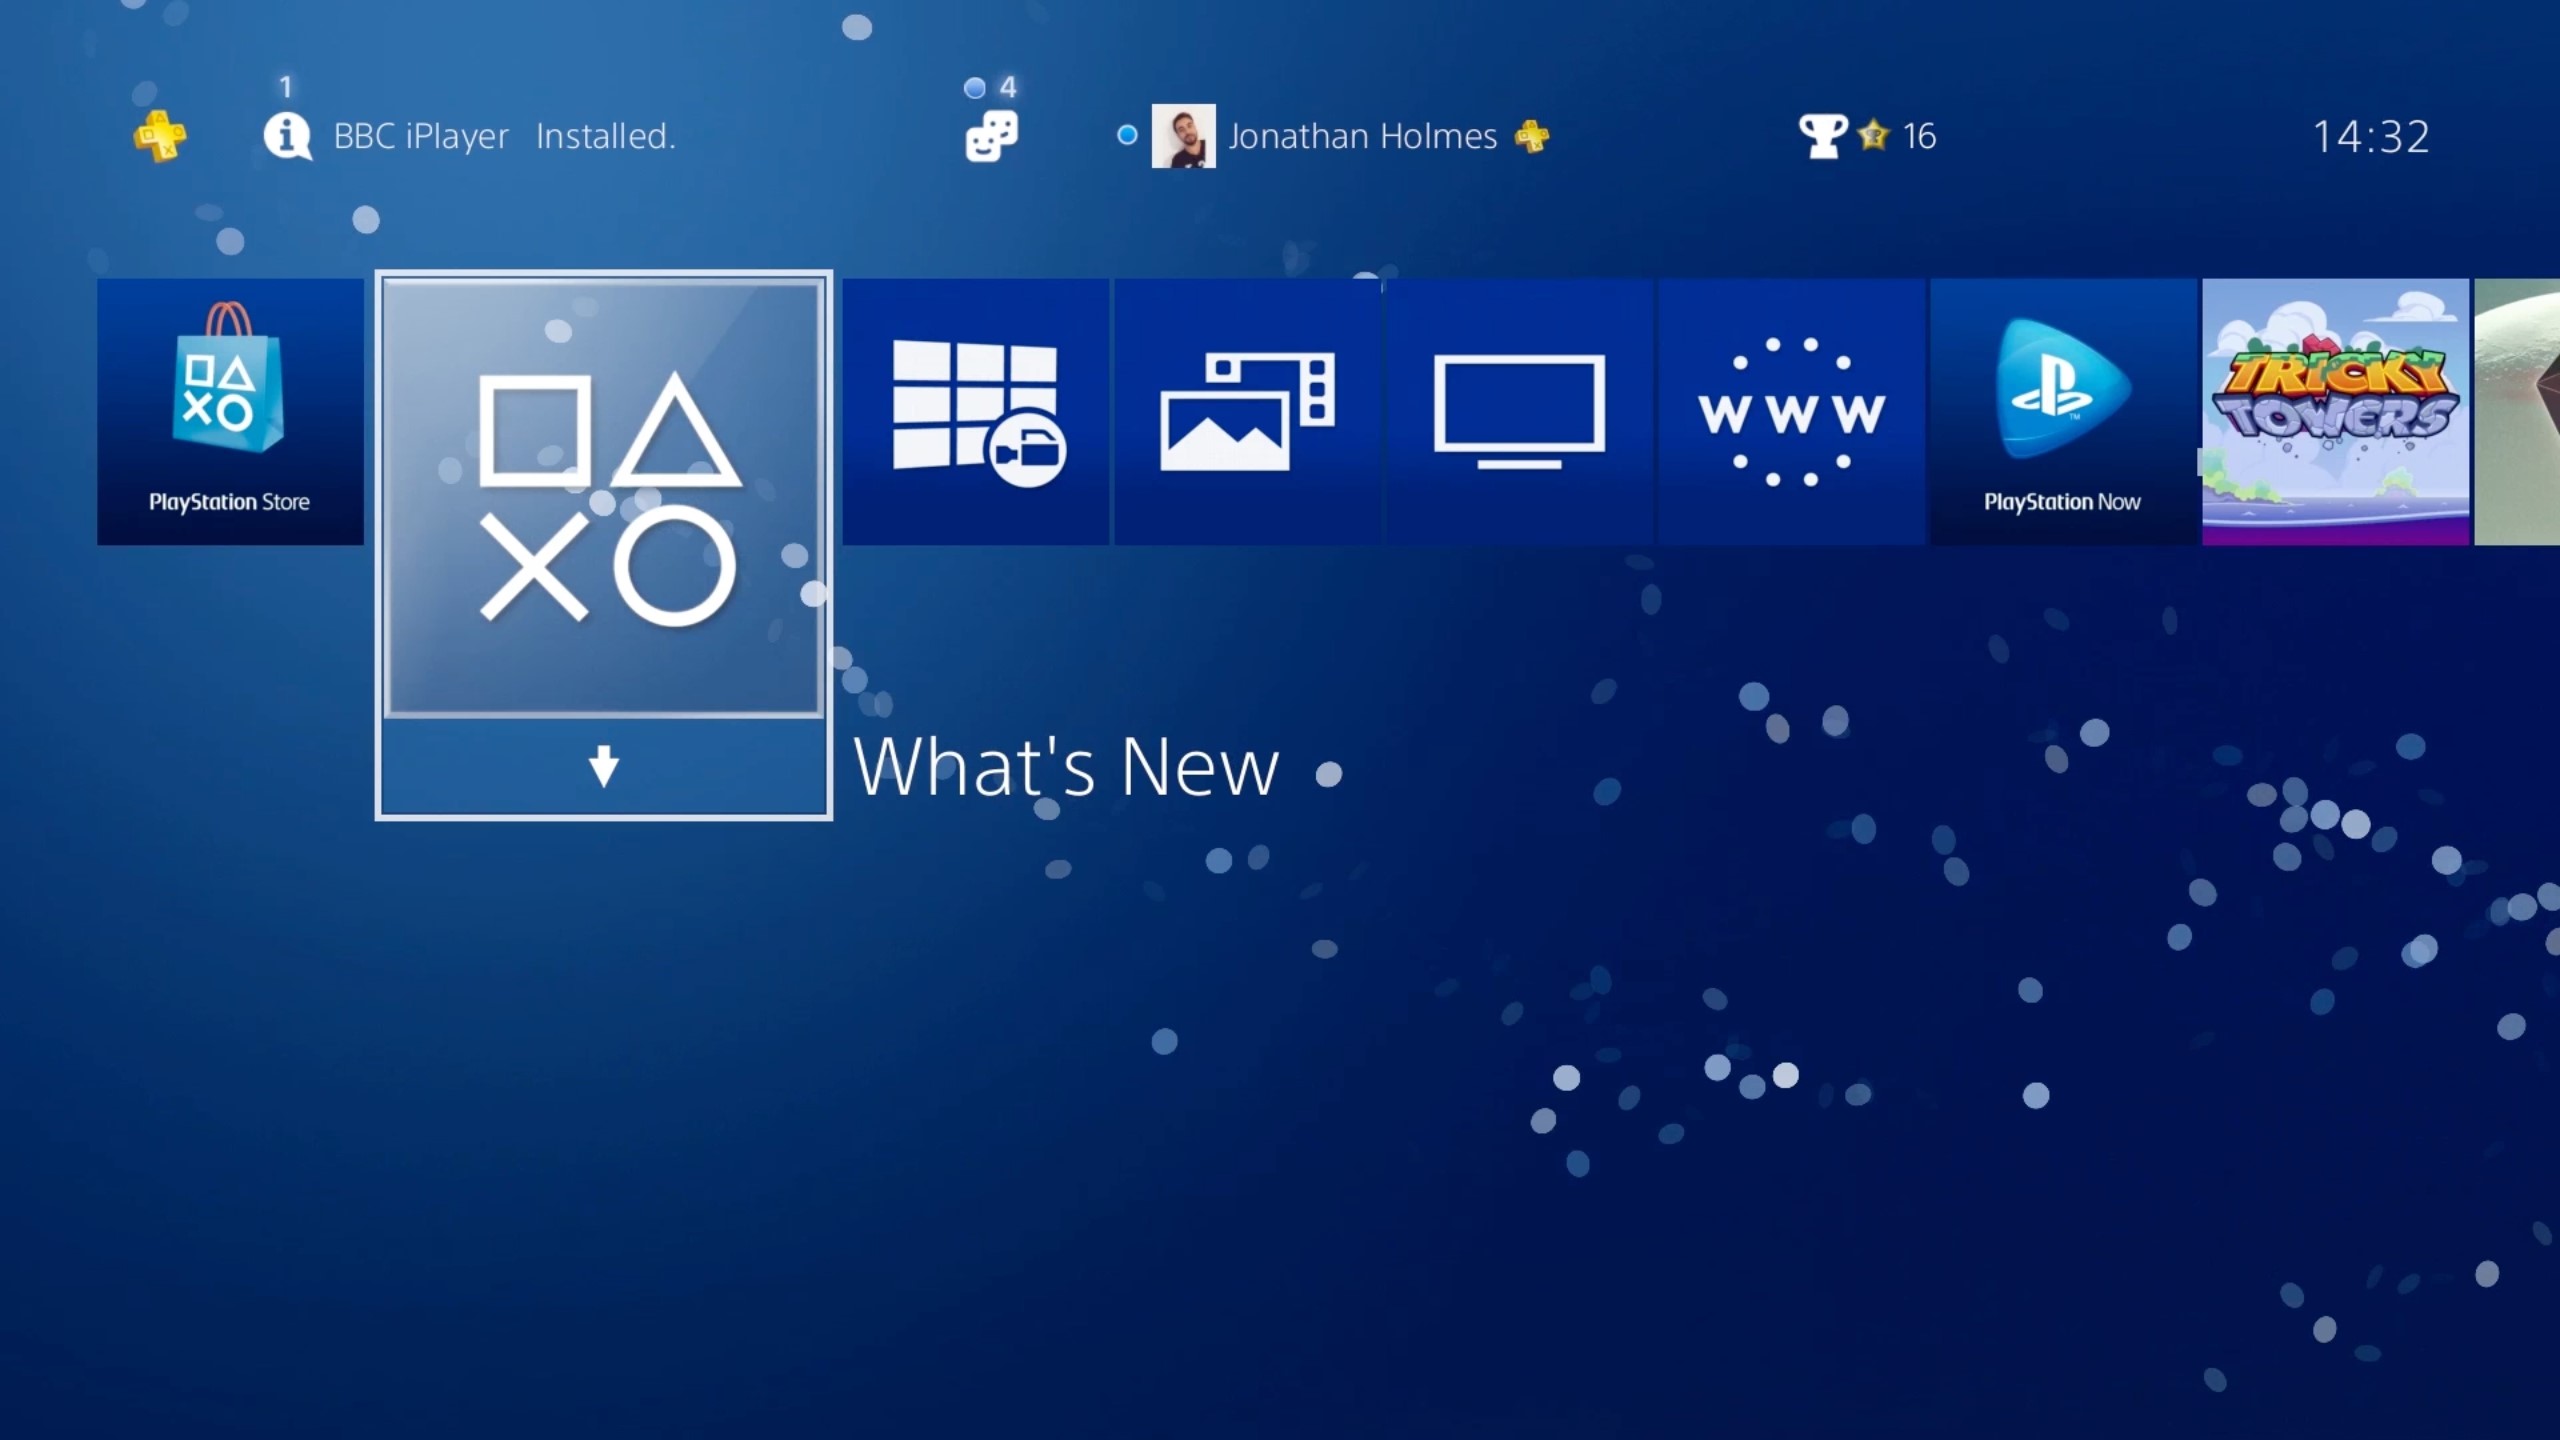 1
BBC iPlayer Installed.
4
Jonathan Holmes
16
14:32
PlayStation Store
WWW
PlayStation Now
TM
TRICKY
TOWERS
What's New